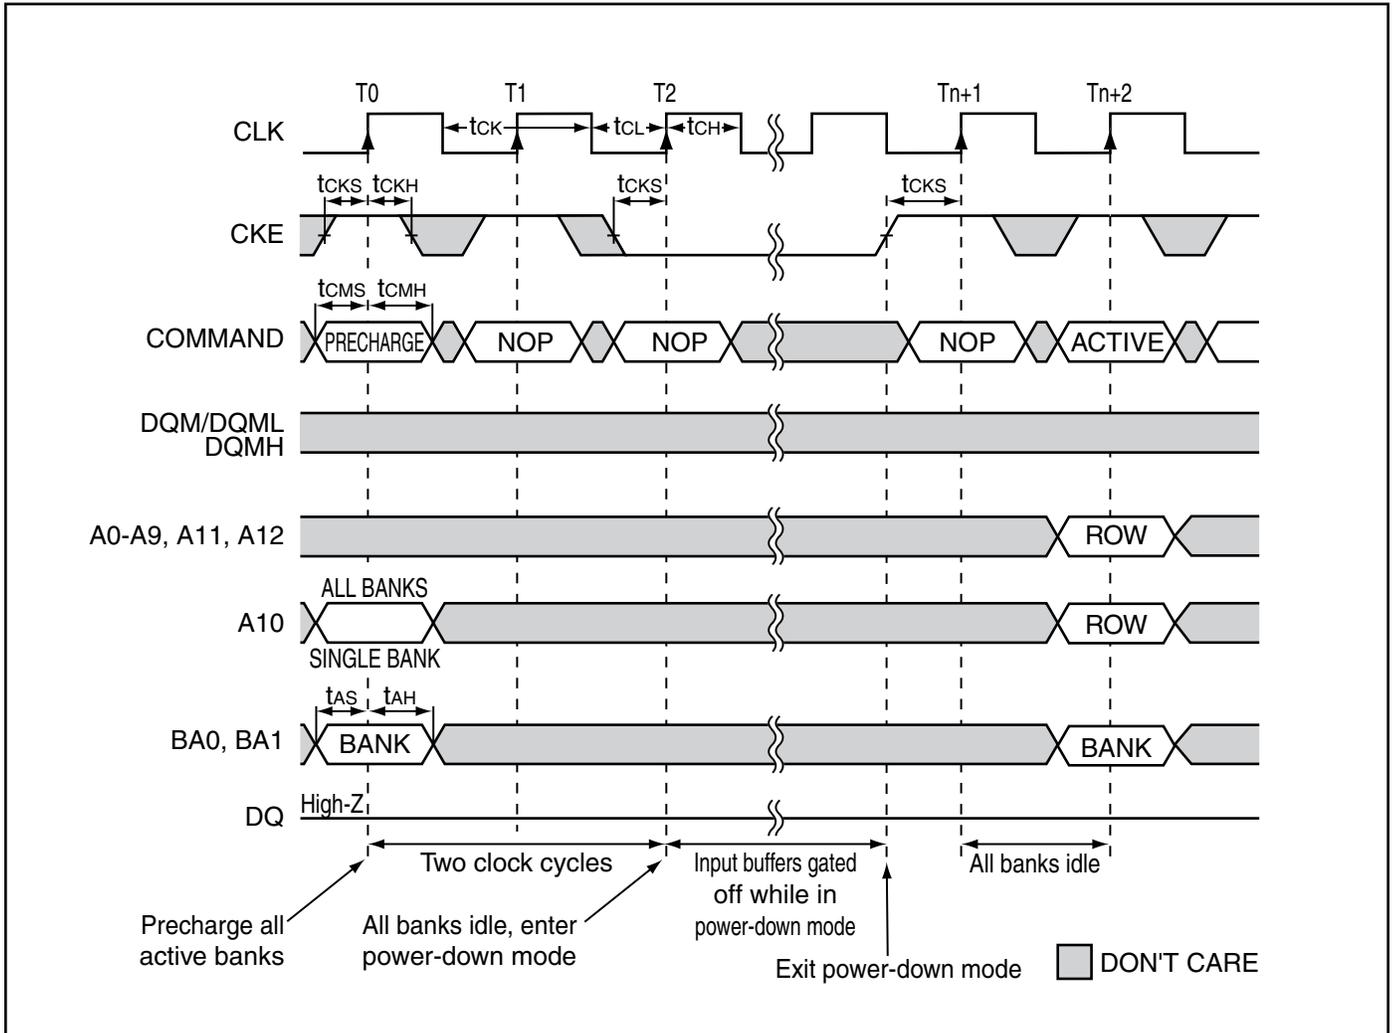 T0 T1 T2 Tn+1 Tn+2
CLK tCK tCL tCH
tCKS tCKH tCKS tCKS
CKE
tCMS tCMH
COMMAND PRECHARGE NOP NOP NOP ACTIVE
DQM/DQML
DQMH
A0-A9, A11, A12 ROW
ALL BANKS
A10 ROW
SINGLE BANK
tAS tAH
BA0, BA1 BANK BANK
High-Z
DQ
Two clock cycles
Input buffers gated
off while in
power-down mode
All banks idle
Precharge all
active banks
All banks idle, enter
power-down mode
Exit power-down mode
DON'T CARE